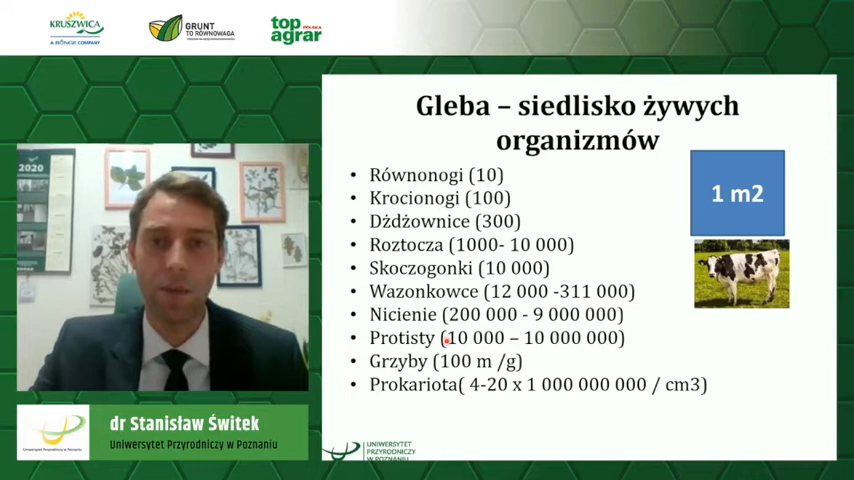 KRUSZWICA
A BUNGE COMPANY
GRUNT
TO RÓWNOWAGA
top
agrar
POLSKA
Gleba – siedlisko żywych
organizmów
• Równonogi (10)
• Krocionogi (100)
• Dżdżownice (300)
• Roztocza (1000- 10 000)
• Skoczogonki (10 000)
• Wazonkowce (12 000 -311 000)
• Nicienie (200 000 - 9 000 000)
• Protisty (10 000 – 10 000 000)
• Grzyby (100 m /g)
• Prokariota( 4-20 x 1 000 000 000 / cm3)
1 m2
2020
dr Stanisław Świtek
Uniwersytet Przyrodniczy w Poznaniu
Uniwersytet Przyrodniczy w Poznaniu
UNIWERSYTET
PRZYRODNICZY
W POZNANIU